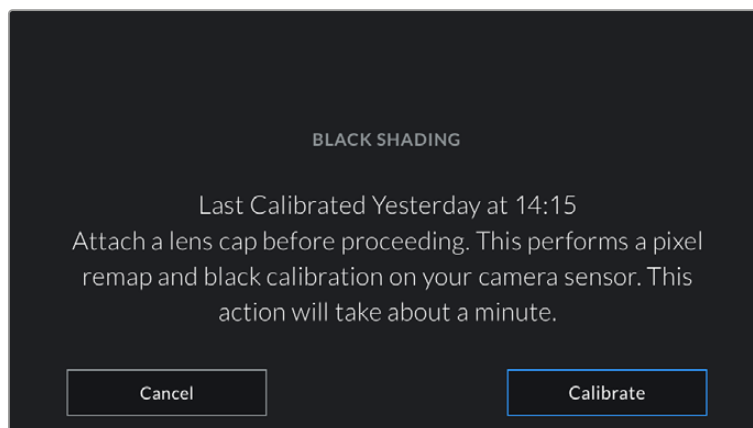 BLACK SHADING
Last Calibrated Yesterday at 14:15
Attach a lens cap before proceeding. This performs a pixel
remap and black calibration on your camera sensor. This
action will take about a minute.
Cancel
Calibrate